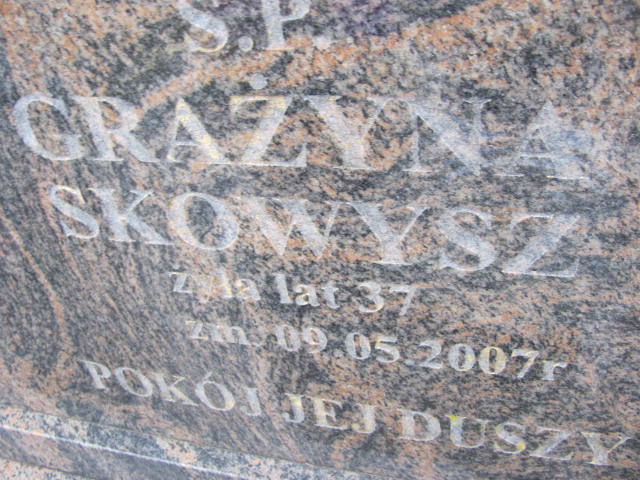 Ś.P.
GRAŻYNA
SKOWYSZ
żyła lat 37
zm. 09.05.2007r
POKÓJ JEJ DUSZY